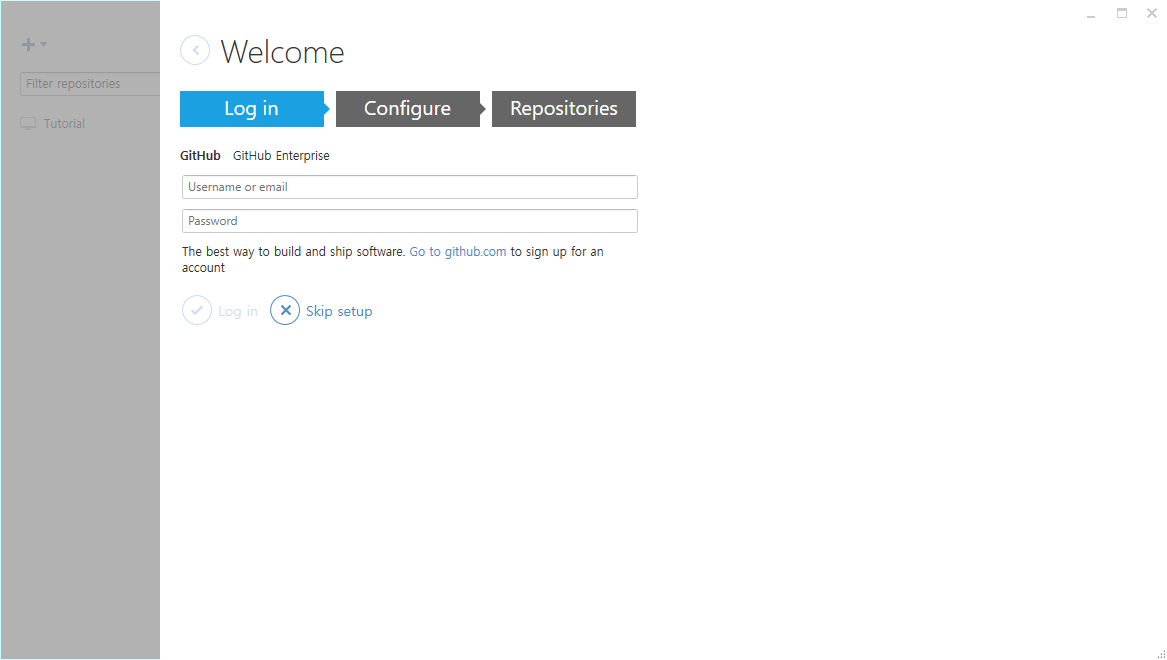 Filter repositories
Tutorial
Welcome
Log in
Configure
Repositories
GitHub GitHub Enterprise
Username or email
Password
The best way to build and ship software. Go to github.com to sign up for an
account
Log in
Skip setup